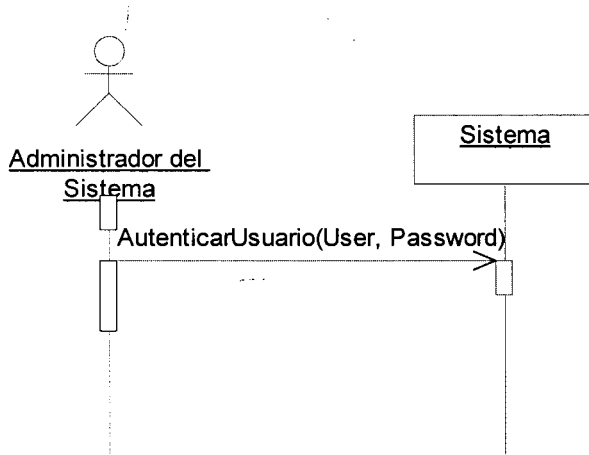 Administrador del
Sistema
Sistema
AutenticarUsuario(User, Password)